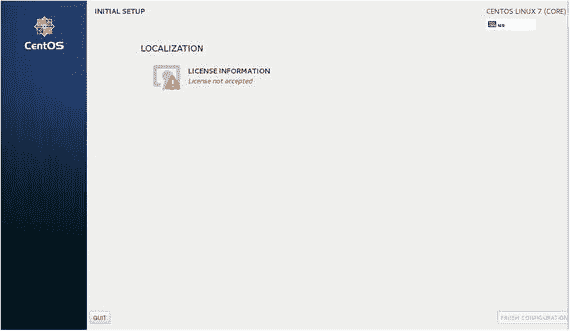 INITIAL SETUP
CENTOS LINUX 7 (CORE)
us
CentOS
LOCALIZATION
LICENSE INFORMATION
License not accepted
QUIT
FINISH CONFIGURATION